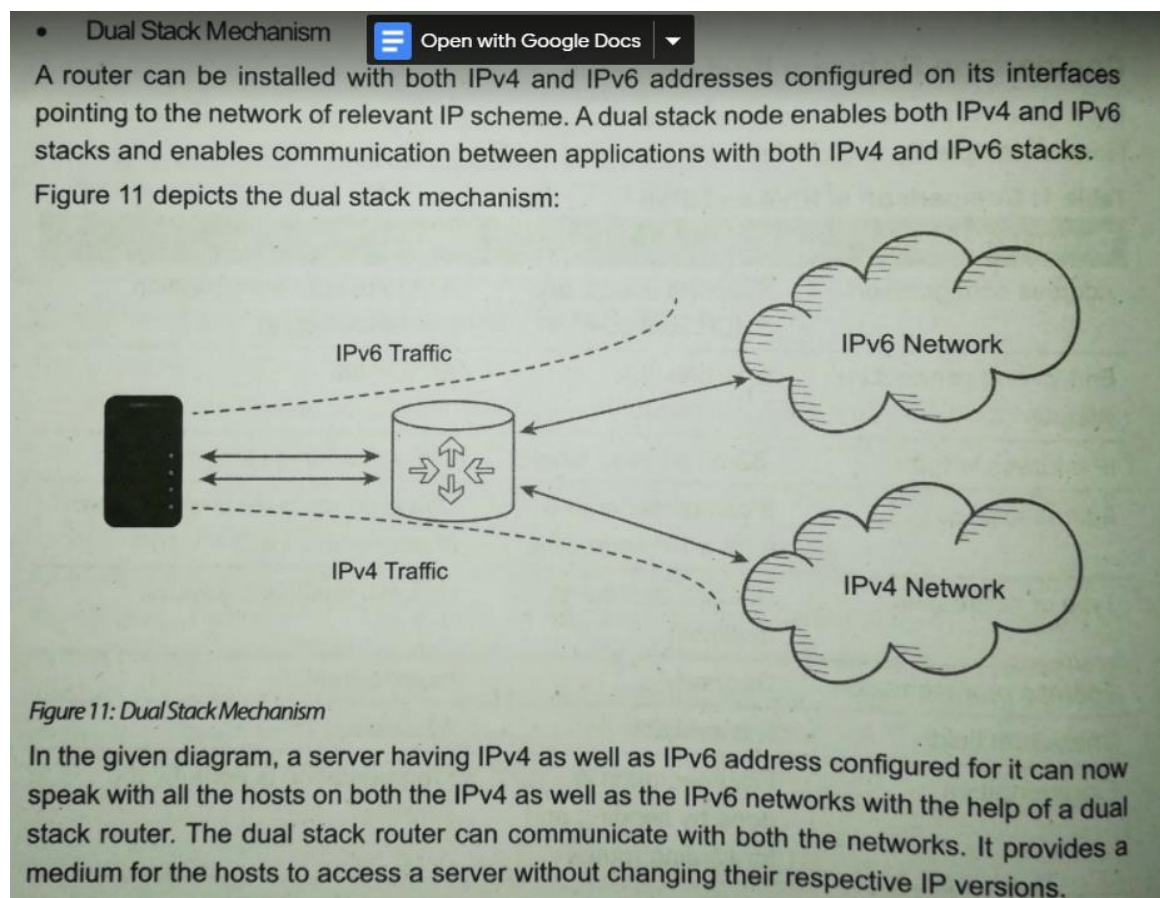 • Dual Stack Mechanism
Open with Google Docs
A router can be installed with both IPv4 and IPv6 addresses configured on its interfaces
pointing to the network of relevant IP scheme. A dual stack node enables both IPv4 and IPv6
stacks and enables communication between applications with both IPv4 and IPv6 stacks.
Figure 11 depicts the dual stack mechanism:
IPv6 Traffic
IPv6 Network
IPv4 Traffic
IPv4 Network
Figure 11: Dual Stack Mechanism
In the given diagram, a server having IPv4 as well as IPv6 address configured for it can now
speak with all the hosts on both the IPv4 as well as the IPv6 networks with the help of a dual
stack router. The dual stack router can communicate with both the networks. It provides a
medium for the hosts to access a server without changing their respective IP versions.